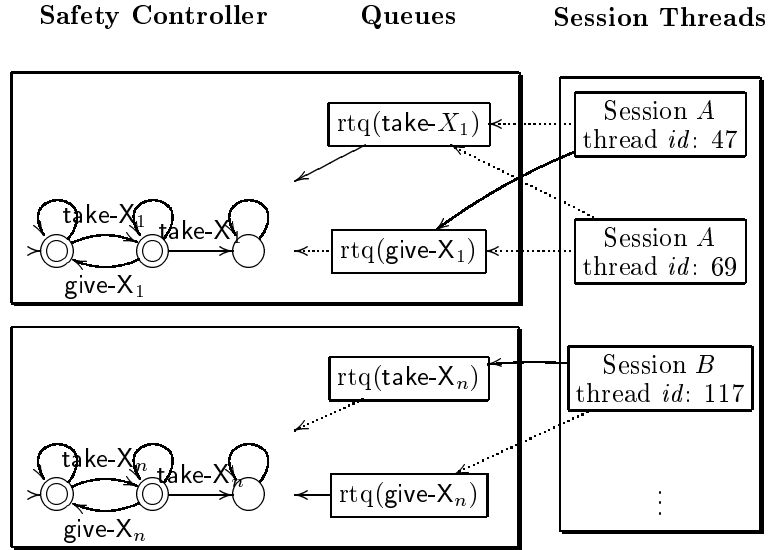 Safety Controller Queues Session Threads
rtq(take-X₁)
Session A
thread id: 47
take-X₁
take-X₁
give-X₁
rtq(give-X₁)
Session A
thread id: 69
rtq(take-Xₙ)
Session B
thread id: 117
take-Xₙ
take-Xₙ
give-Xₙ
rtq(give-Xₙ)
⋮